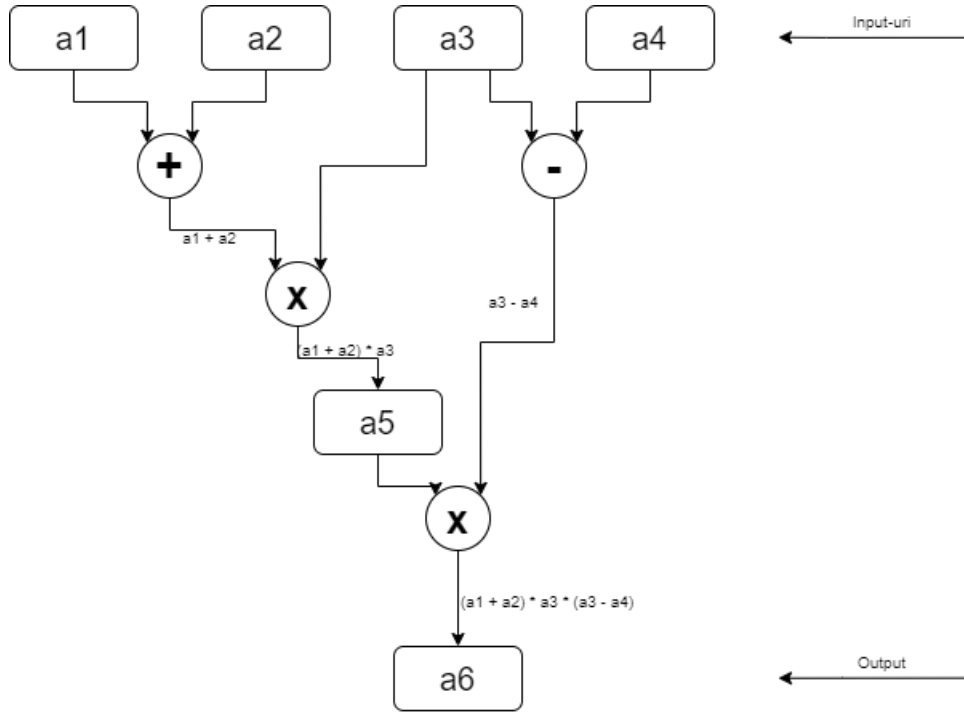 a1
a2
a3
a4
Input-uri
+
-
a1 + a2
x
a3 - a4
(a1 + a2) * a3
a5
x
(a1 + a2) * a3 * (a3 - a4)
a6
Output